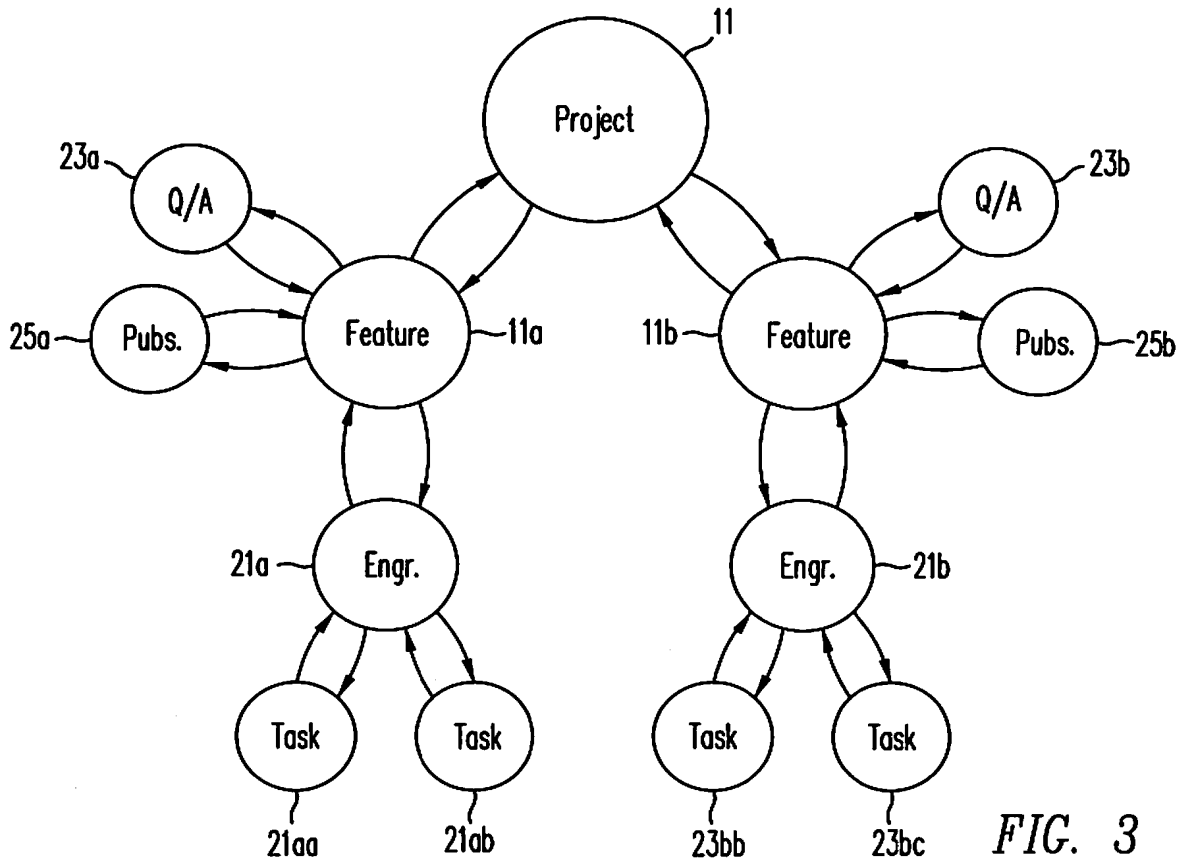 11
Project
23a
Q/A
23b
Q/A
25a
Pubs.
Feature
11a
11b
Feature
Pubs.
25b
21a
Engr.
Engr.
21b
Task
Task
Task
Task
21aa
21ab
23bb
23bc
FIG. 3